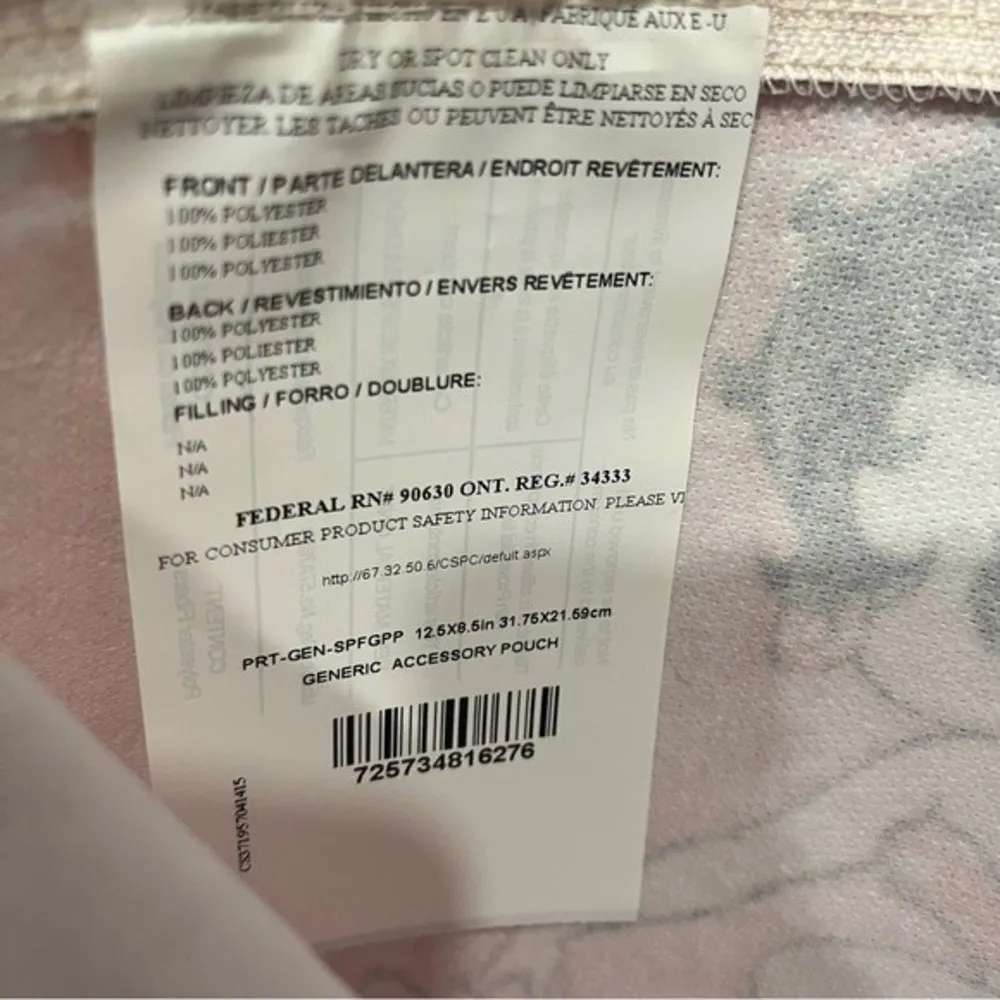 FABRIQUÉ AUX E-U
DRY OR SPOT CLEAN ONLY
LIMPIEZA DE AREAS SUCIAS O PUEDE LIMPIARSE EN SECO
NETTOYER LES TACHES OU PEUVENT ÊTRE NETTOYÉS À SEC
FRONT / PARTE DELANTERA / ENDROIT REVÊTEMENT:
100% POLYESTER
100% POLIESTER
100% POLYESTER
BACK / REVESTIMIENTO / ENVERS REVÊTEMENT:
100% POLYESTER
100% POLIESTER
100% POLYESTER
FILLING / FORRO / DOUBLURE:
N/A
N/A
N/A
FEDERAL RN# 90630 ONT. REG.# 34333
FOR CONSUMER PRODUCT SAFETY INFORMATION PLEASE VI
http://67.32.50.6/CSPC/defult.aspx
PRT-GEN-SPFGPP 12.5X8.5in 31.75X21.59cm
GENERIC ACCESSORY POUCH
725734816276
CS371957041415